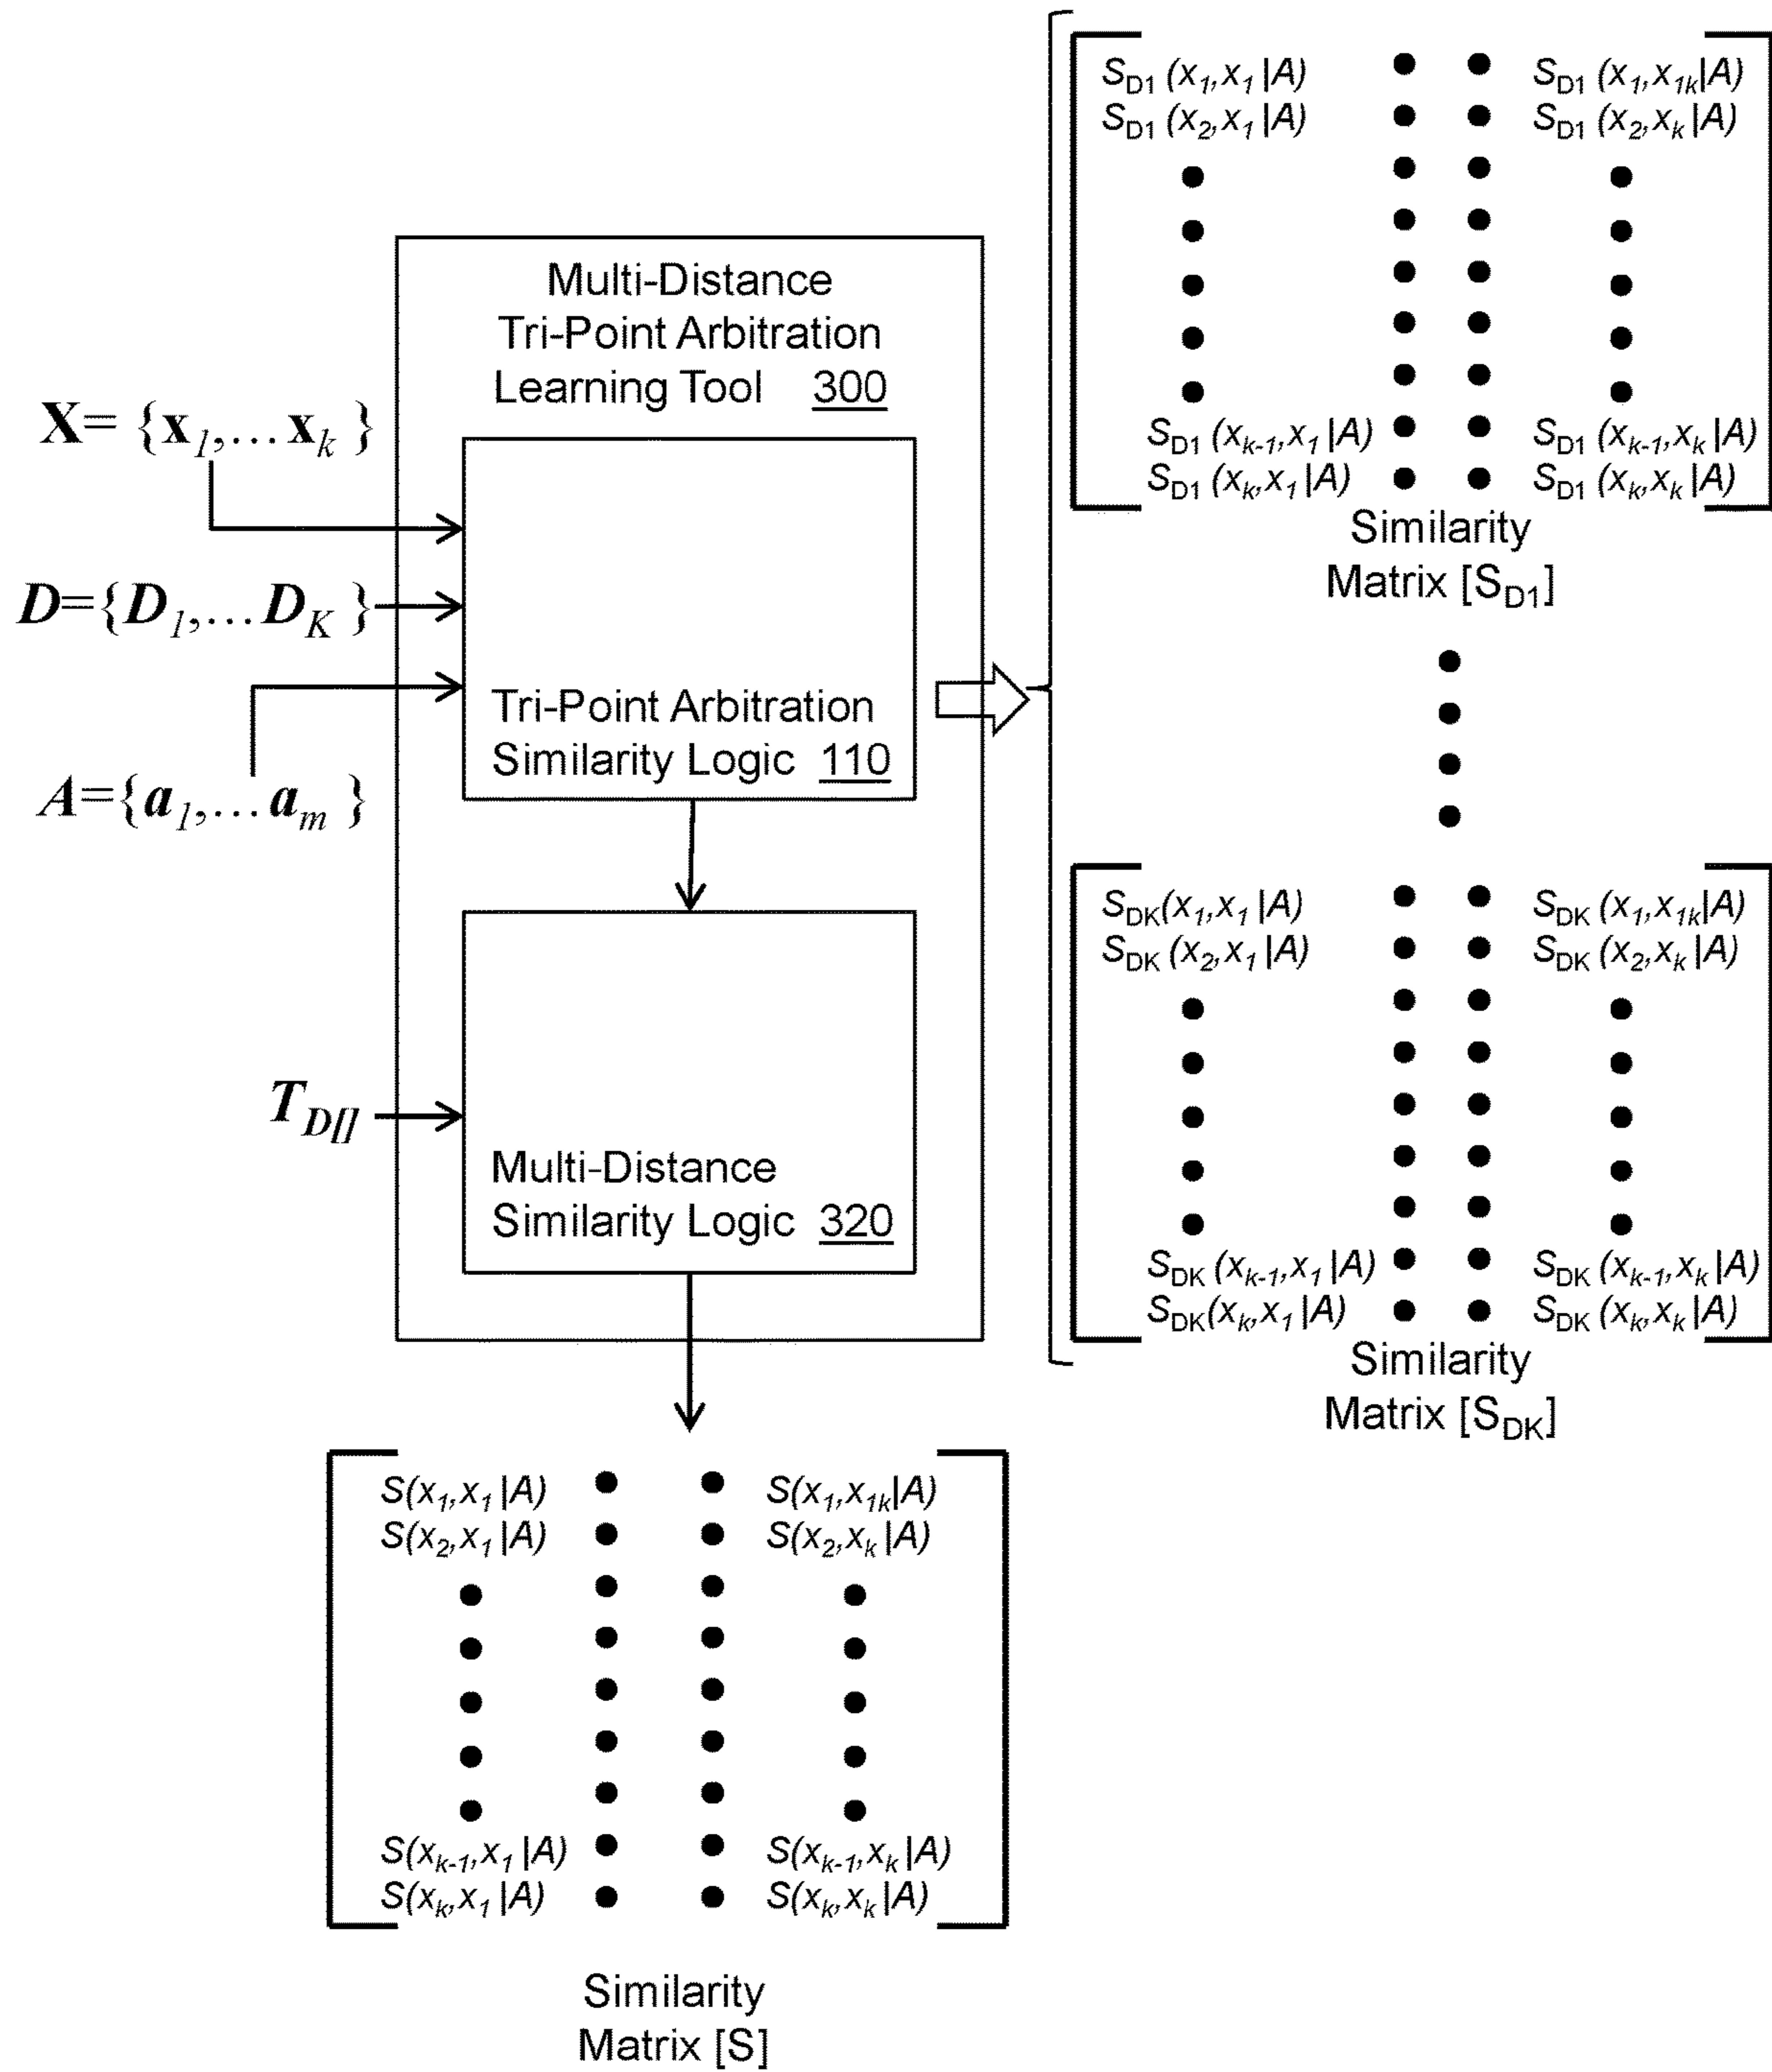 Multi-Distance
Tri-Point Arbitration
Learning Tool 300
X= {x1,... xk }
D={D1,... DK }
A={a1,... am }
Tri-Point Arbitration
Similarity Logic 110
TD[]
Multi-Distance
Similarity Logic 320
SD1 (x1,x1|A) SD1 (x1,x1k|A)
SD1 (x2,x1|A) SD1 (x2,xk|A)
SD1 (xk-1,x1|A) SD1 (xk-1,xk|A)
SD1 (xk,x1|A) SD1 (xk,xk|A)
Similarity
Matrix [SD1]
SDK(x1,x1|A) SDK (x1,x1k|A)
SDK (x2,x1|A) SDK (x2,xk|A)
SDK (xk-1,x1|A) SDK (xk-1,xk|A)
SDK(xk,x1|A) SDK (xk,xk|A)
Similarity
Matrix [SDK]
S(x1,x1|A) S(x1,x1k|A)
S(x2,x1|A) S(x2,xk|A)
S(xk-1,x1|A) S(xk-1,xk|A)
S(xk,x1|A) S(xk,xk|A)
Similarity
Matrix [S]